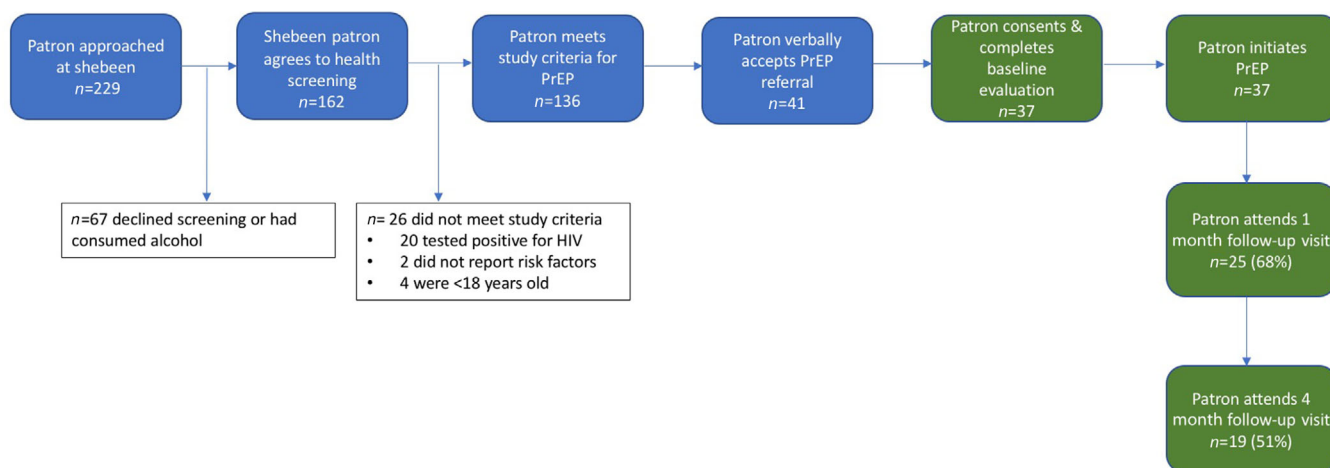 Patron approached
at shebeen
n=229
Shebeen patron
agrees to health
screening
n=162
Patron meets
study criteria for
PrEP
n=136
Patron verbally
accepts PrEP
referral
n=41
Patron consents &
completes
baseline
evaluation
n=37
Patron initiates
PrEP
n=37
n=67 declined screening or had
consumed alcohol
n= 26 did not meet study criteria
• 20 tested positive for HIV
• 2 did not report risk factors
• 4 were <18 years old
Patron attends 1
month follow-up visit
n=25 (68%)
Patron attends 4
month follow-up visit
n=19 (51%)